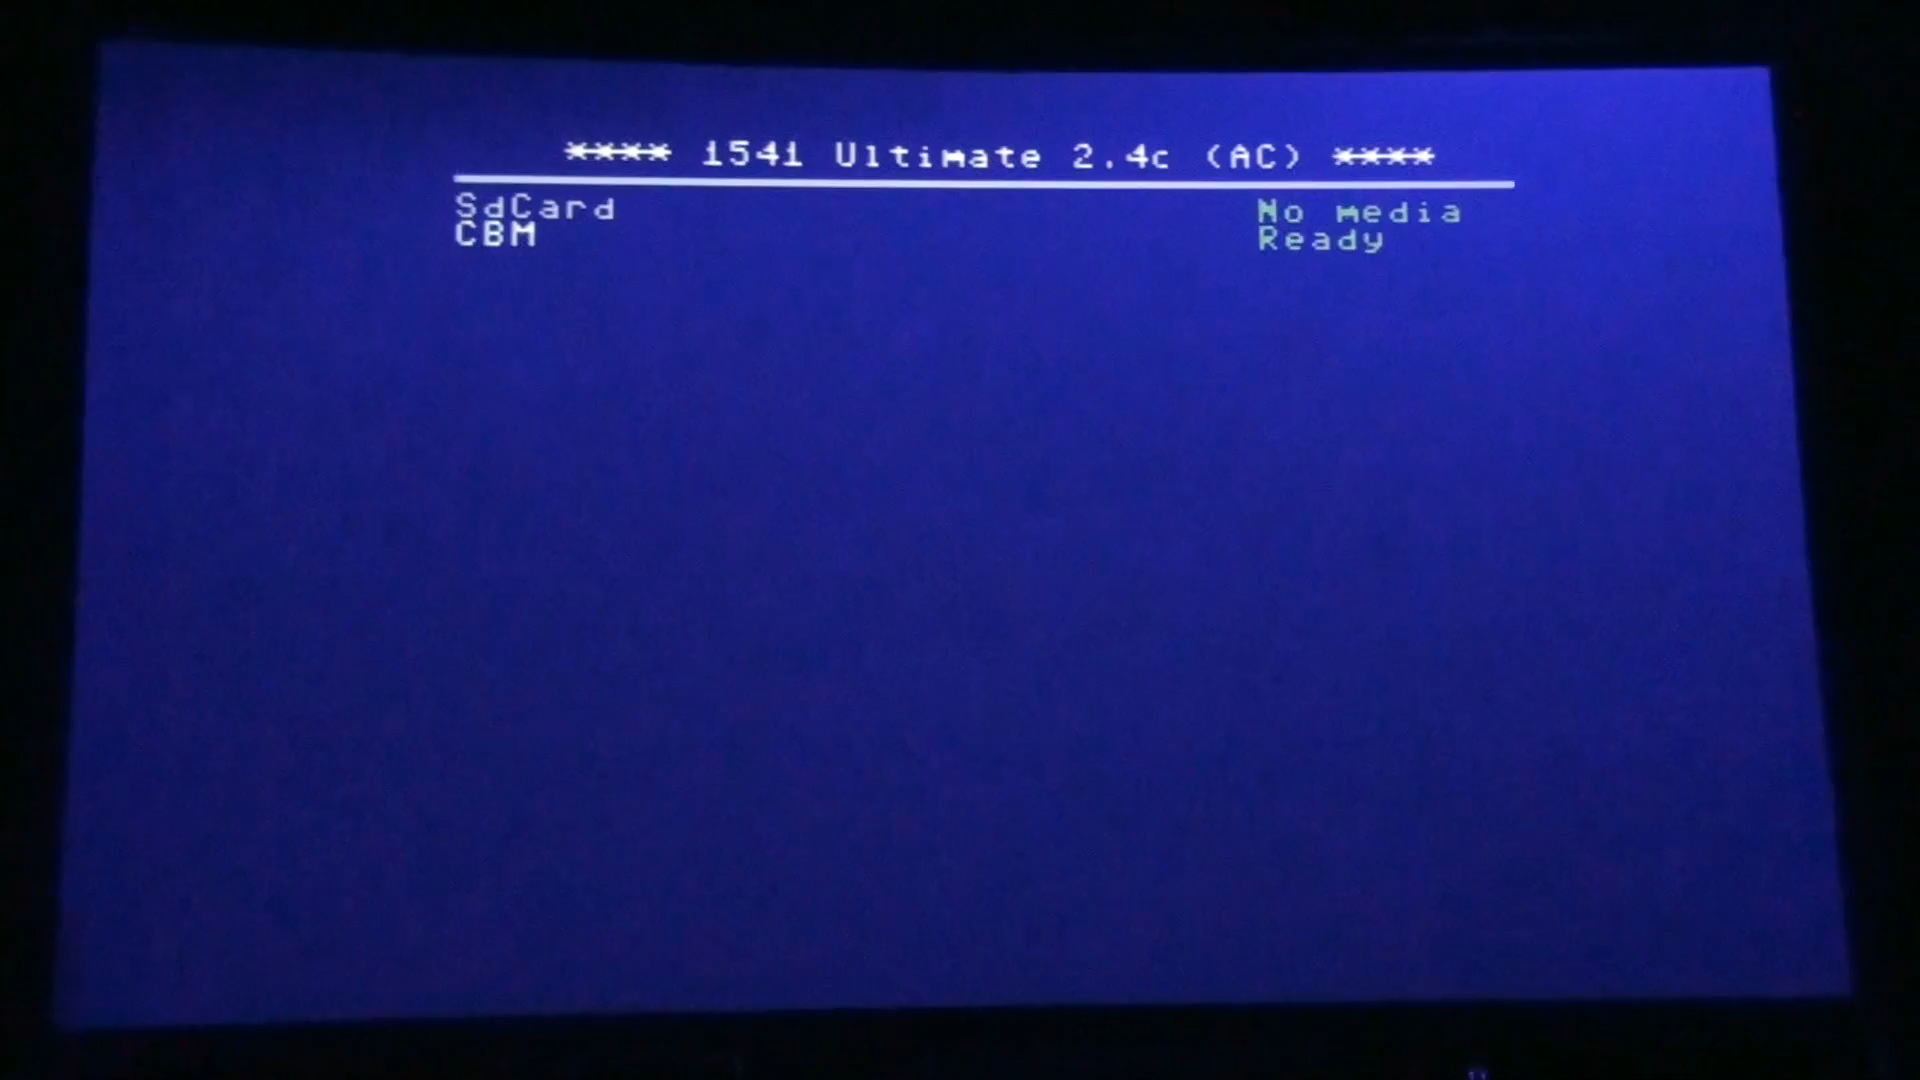 **** 1541 Ultimate 2.4c (AC) ****
SdCard No media
CBM Ready